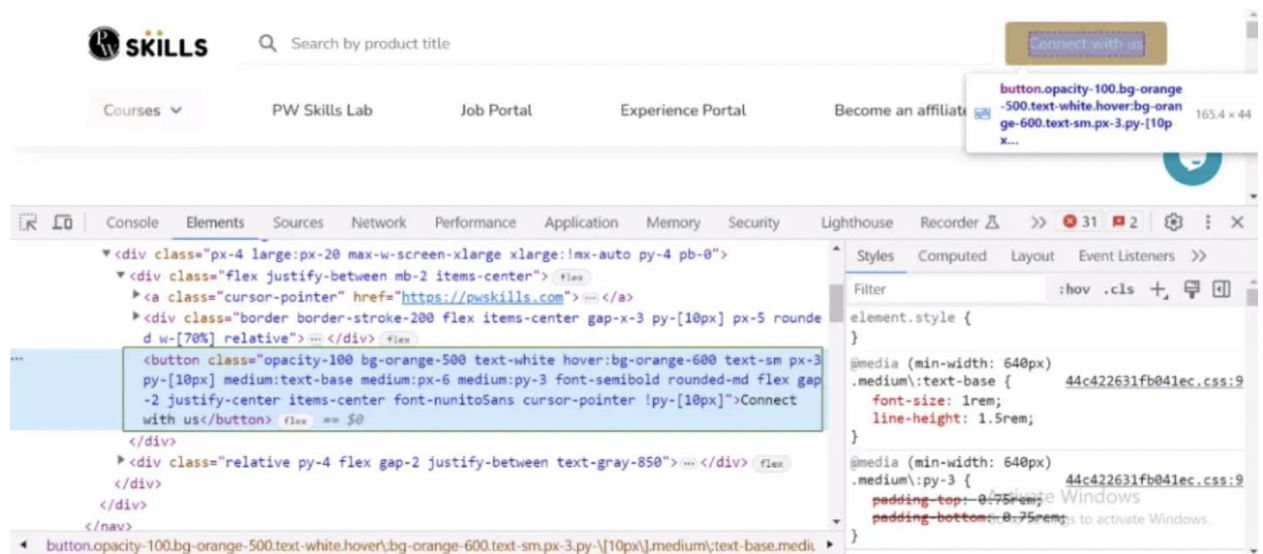 PW SKILLS
Search by product title
Connect with us
Courses
PW Skills Lab
Job Portal
Experience Portal
Become an affiliate
button.opacity-100.bg-orange
-500.text-white.hover:bg-oran
ge-600.text-sm.px-3.py-[10p
x...
165.4 × 44
Console Elements Sources Network Performance Application Memory Security Lighthouse Recorder >> 31 2
▼<div class="px-4 large:px-20 max-w-screen-xlarge xlarge:!mx-auto py-4 pb-0">
▼<div class="flex justify-between mb-2 items-center"> flex
▶<a class="cursor-pointer" href="https://pwskills.com">…</a>
▶<div class="border border-stroke-200 flex items-center gap-x-3 py-[10px] px-5 rounde
d w-[70%] relative">…</div> flex
<button class="opacity-100 bg-orange-500 text-white hover:bg-orange-600 text-sm px-3
py-[10px] medium:text-base medium:px-6 medium:py-3 font-semibold rounded-md flex gap
-2 justify-center items-center font-nunitoSans cursor-pointer !py-[10px]">Connect
with us</button> flex == $0
</div>
▶<div class="relative py-4 flex gap-2 justify-between text-gray-850">…</div> flex
</div>
</div>
</nav>
button.opacity-100.bg-orange-500.text-white.hover\:bg-orange-600.text-sm.px-3.py-\[10px\].medium\:text-base.mediu
Styles Computed Layout Event Listeners >>
Filter :hov .cls +
element.style {
}
@media (min-width: 640px)
.medium\:text-base { 44c422631fb041ec.css:9
font-size: 1rem;
line-height: 1.5rem;
}
@media (min-width: 640px)
.medium\:py-3 { 44c422631fb041ec.css:9
padding-top: 0.75rem;
padding-bottom: 0.75rem;
}
Activate Windows
to activate Windows